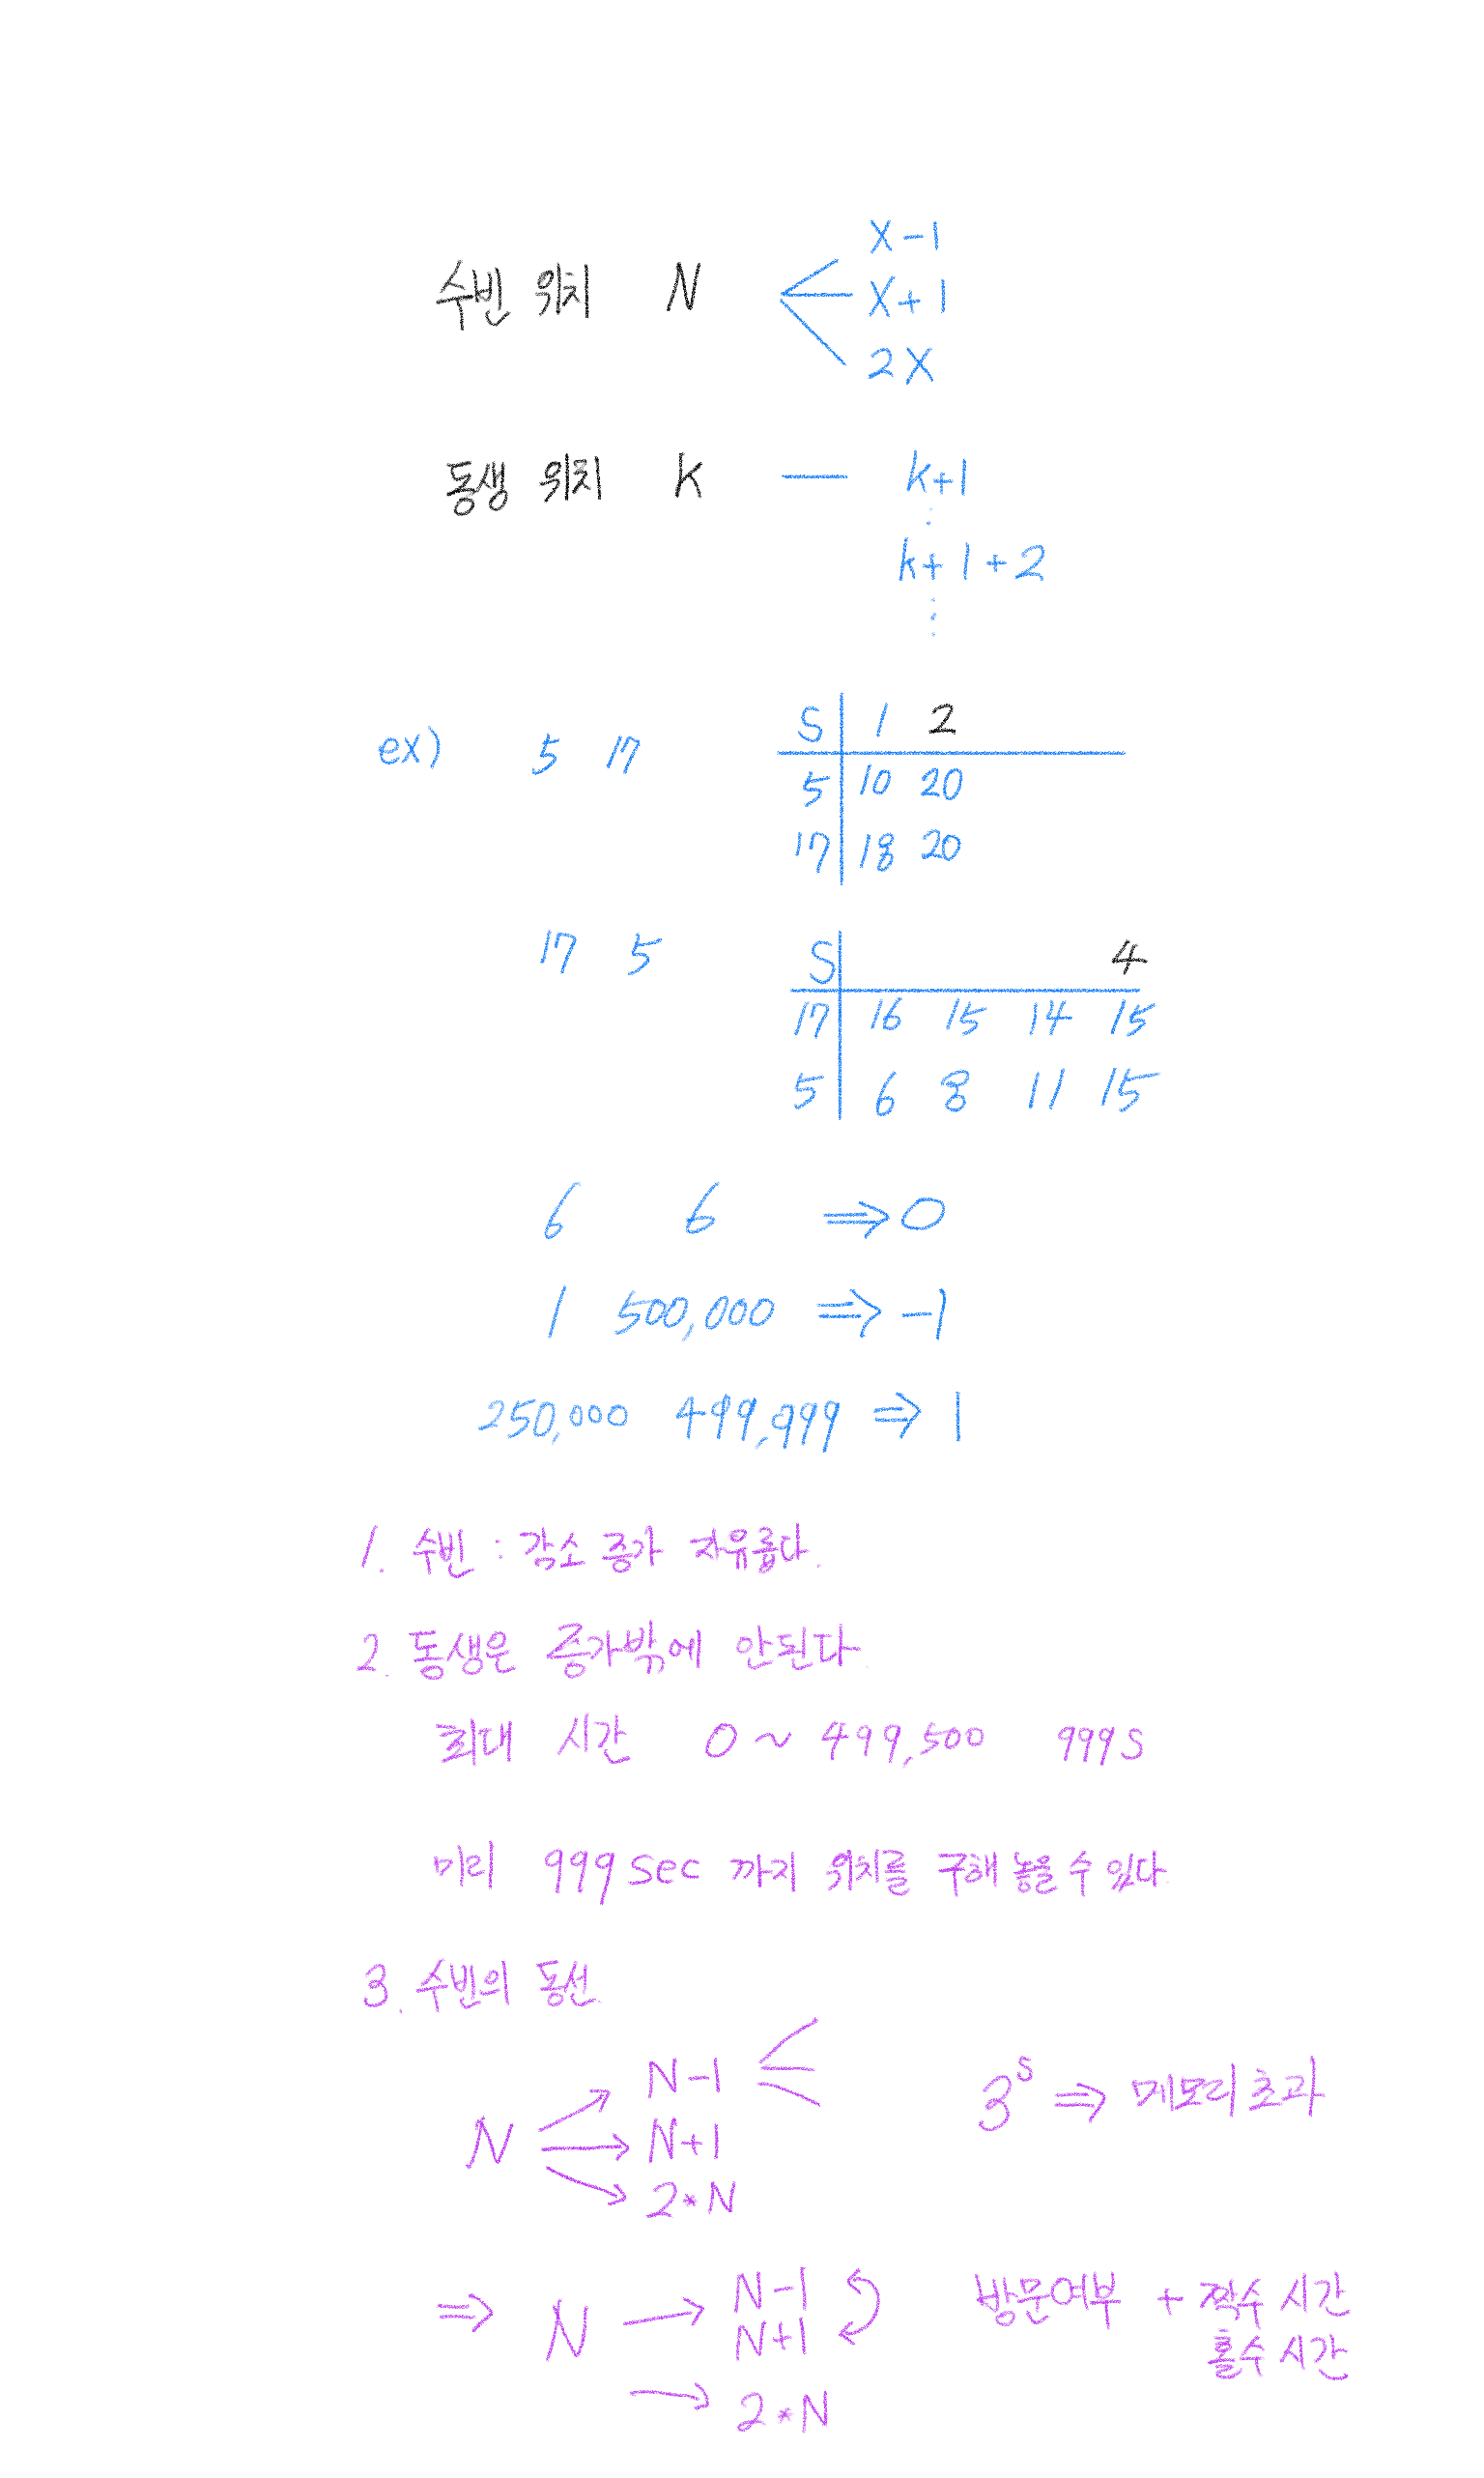 수빈 위치 N
X-1
X+1
2X
동생 위치 K — K+1
:
K+1+2
⋮
ex) 5 17
S 1 2
5 10 20
17 18 20
17 5
S 4
17 16 15 14 15
5 6 8 11 15
6 6 ⇒ 0
1 500,000 ⇒ -1
250,000 499,999 ⇒ 1
1. 수빈 : 감소 증가 자유롭다.
2. 동생은 증가밖에 안된다.
최대 시간 0 ~ 499,500 999s
미리 999 sec 까지 위치를 구해 놓을 수 있다.
3. 수빈의 동선.
N → N-1
→ N+1
→ 2*N
3^s ⇒ 메모리 초과
⇒ N → N-1
N+1
→ 2*N
방문여부 + 짝수 시간
홀수 시간